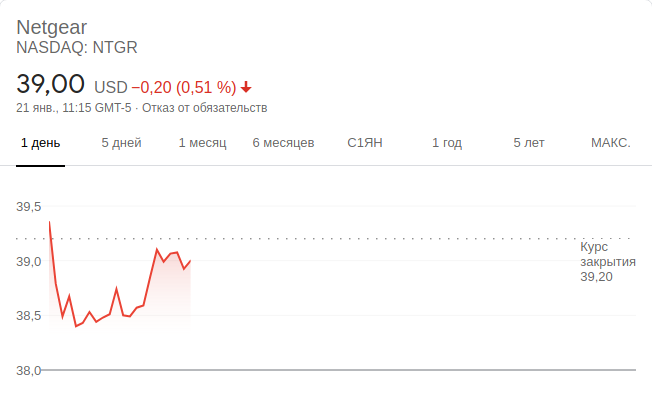 Netgear
NASDAQ: NTGR
39,00 USD −0,20 (0,51 %)
21 янв., 11:15 GMT-5 · Отказ от обязательств
1 день 5 дней 1 месяц 6 месяцев С1ЯН 1 год 5 лет МАКС.
39,5
Курс
39,0 закрытия
39,20
38,5
38,0